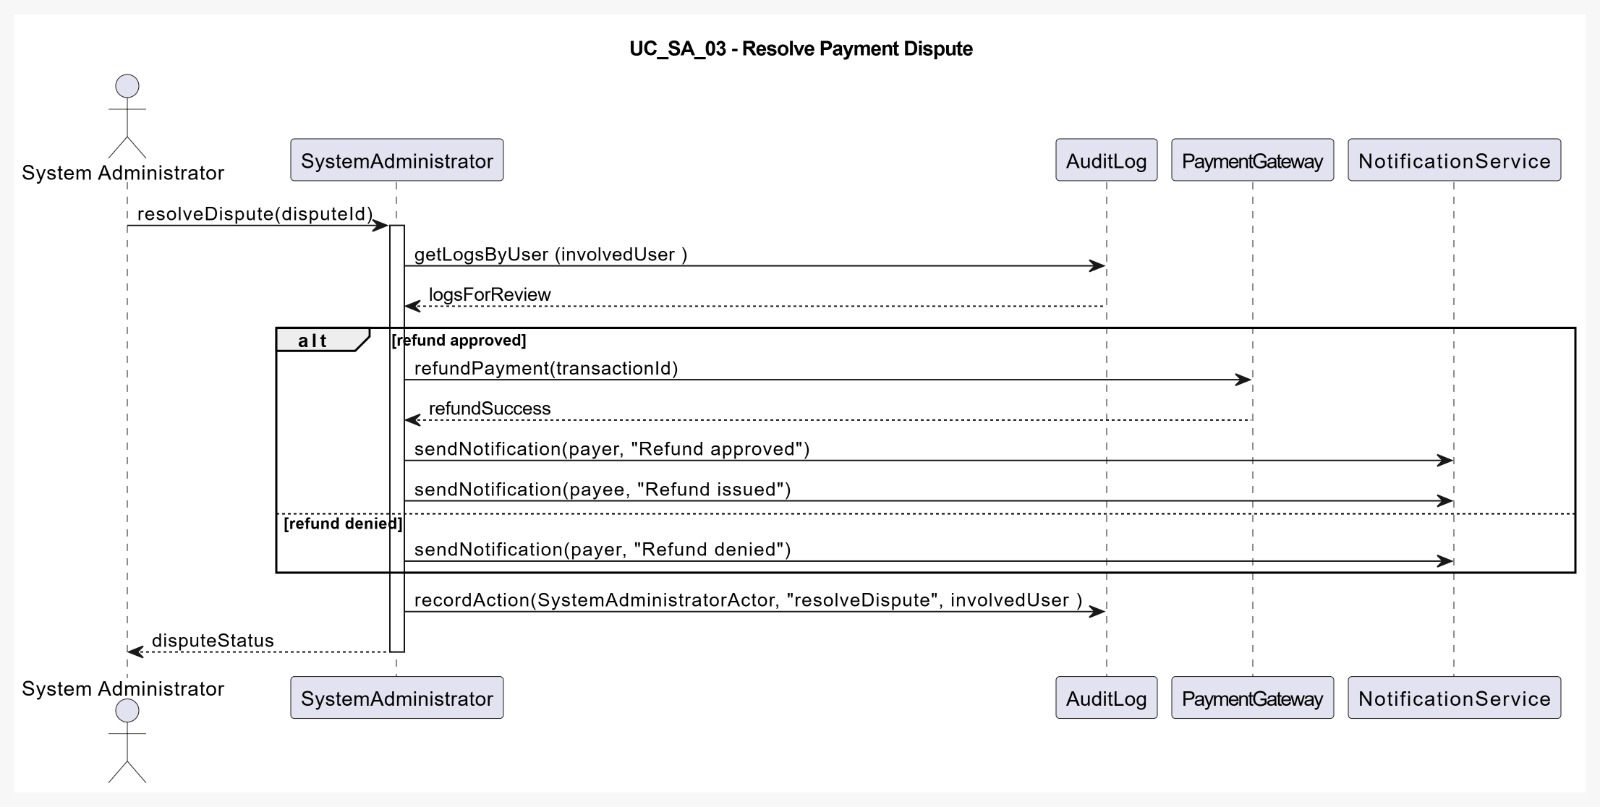 UC_SA_03 - Resolve Payment Dispute
System Administrator
SystemAdministrator
AuditLog
PaymentGateway
NotificationService
resolveDispute(disputeId)
getLogsByUser (involvedUser )
logsForReview
alt
[refund approved]
refundPayment(transactionId)
refundSuccess
sendNotification(payer, "Refund approved")
sendNotification(payee, "Refund issued")
[refund denied]
sendNotification(payer, "Refund denied")
recordAction(SystemAdministratorActor, "resolveDispute", involvedUser )
disputeStatus
System Administrator
SystemAdministrator
AuditLog
PaymentGateway
NotificationService